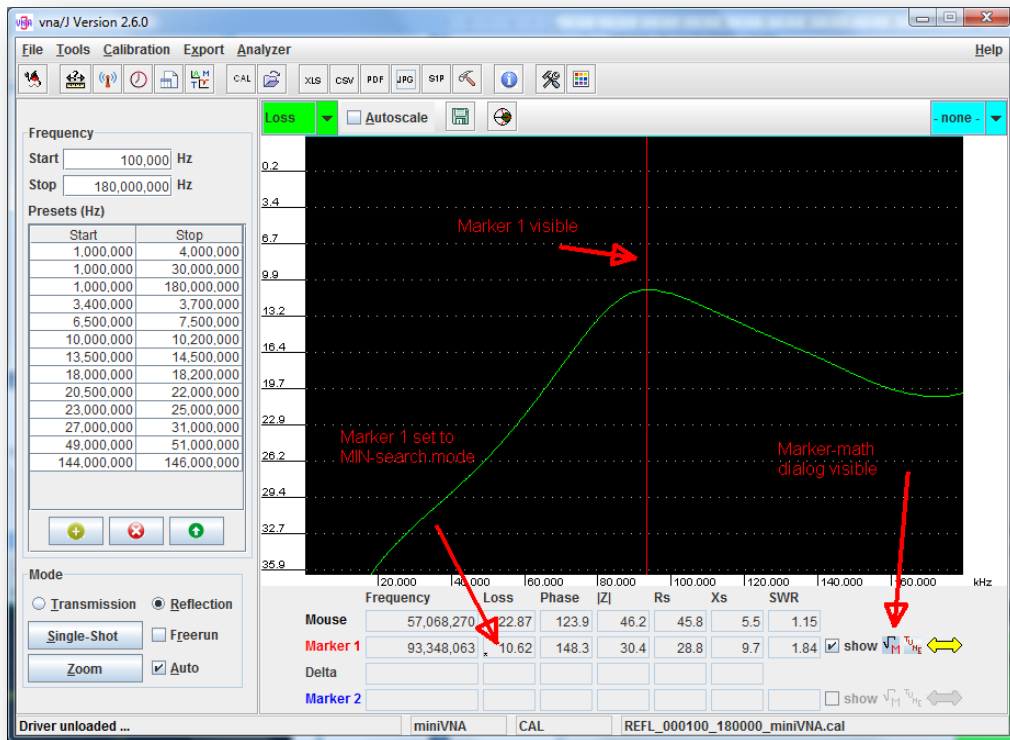 vna/J Version 2.6.0
File Tools Calibration Export Analyzer Help
CAL XLS CSV PDF JPG S1P
Frequency
Start 100,000 Hz
Stop 180,000,000 Hz
Presets (Hz)
Start Stop
1,000,000 4,000,000
1,000,000 30,000,000
1,000,000 180,000,000
3,400,000 3,700,000
6,500,000 7,500,000
10,000,000 10,200,000
13,500,000 14,500,000
18,000,000 18,200,000
20,500,000 22,000,000
23,000,000 25,000,000
27,000,000 31,000,000
49,000,000 51,000,000
144,000,000 146,000,000
Mode
Transmission Reflection
Single-Shot Freerun
Zoom Auto
Loss Autoscale - none -
0.2
3.4
6.7
9.9
13.2
16.4
19.7
22.9
26.2
29.4
32.7
35.9
Marker 1 visible
Marker 1 set to
MIN-search.mode
Marker-math
dialog visible
20.000 40.000 60.000 80.000 100.000 120.000 140.000 160.000 kHz
Frequency Loss Phase |Z| Rs Xs SWR
Mouse 57,068,270 22.87 123.9 46.2 45.8 5.5 1.15
Marker 1 93,348,063 10.62 148.3 30.4 28.8 9.7 1.84 show √M TUNE
Delta
Marker 2 show √M TUNE
Driver unloaded ... miniVNA CAL REFL_000100_180000_miniVNA.cal